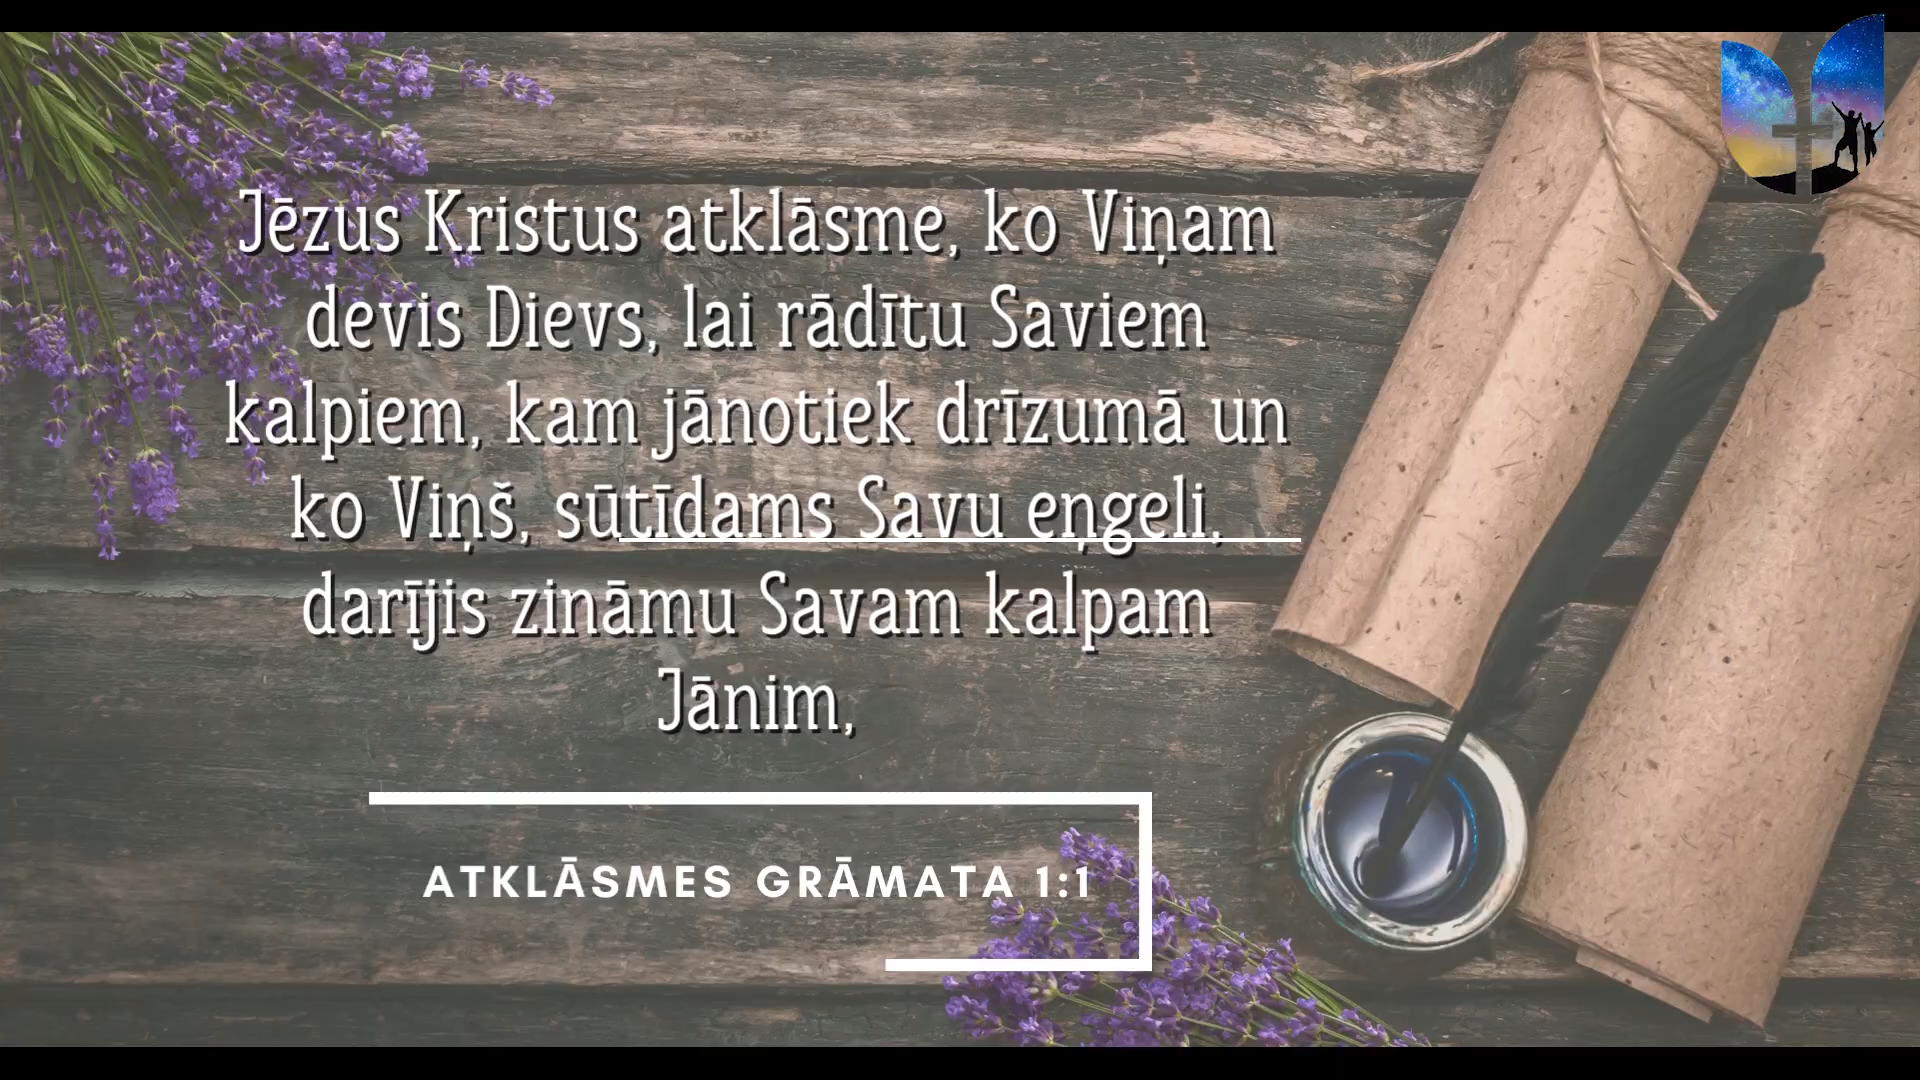 Jēzus Kristus atklāsme, ko Viņam
devis Dievs, lai rādītu Saviem
kalpiem, kam jānotiek drīzumā un
ko Viņš, sūtīdams Savu eņģeli,
darījis zināmu Savam kalpam
Jānim,
ATKLĀSMES GRĀMATA 1:1